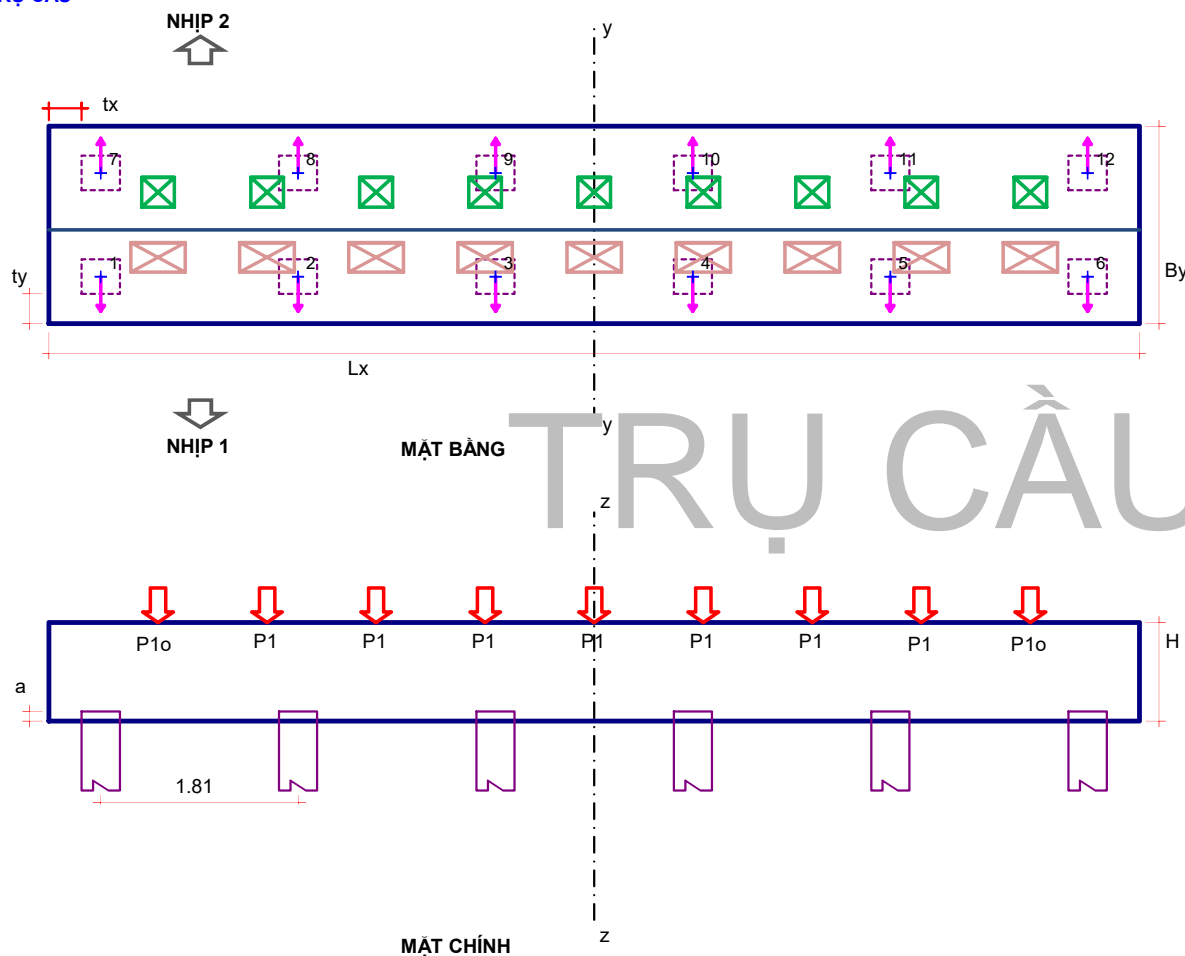 NHỊP 2
y
tx
7 8 9 10 11 12
1 2 3 4 5 6
ty
By
Lx
NHỊP 1
y
MẶT BẰNG
TRỤ CẦU
z
P1o P1 P1 P1 P1 P1 P1 P1 P1o
H
a
1.81
z
MẶT CHÍNH